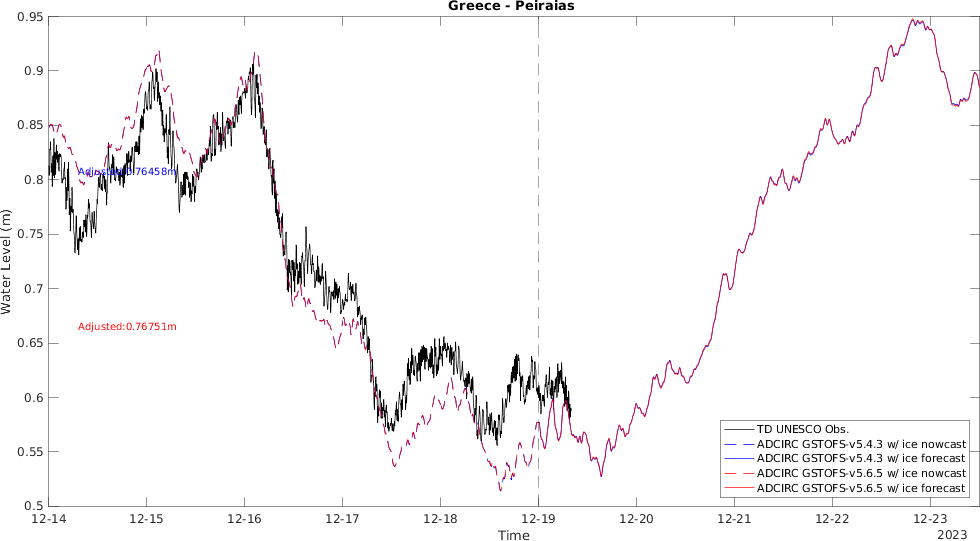 Greece - Peiraias
0.95
0.9
0.85
0.8
0.75
0.7
0.65
0.6
0.55
0.5
Water Level (m)
Adjusted:0.76458m
Adjusted:0.76751m
TD UNESCO Obs.
ADCIRC GSTOFS-v5.4.3 w/ ice nowcast
ADCIRC GSTOFS-v5.4.3 w/ ice forecast
ADCIRC GSTOFS-v5.6.5 w/ ice nowcast
ADCIRC GSTOFS-v5.6.5 w/ ice forecast
12-14 12-15 12-16 12-17 12-18 12-19 12-20 12-21 12-22 12-23
Time
2023